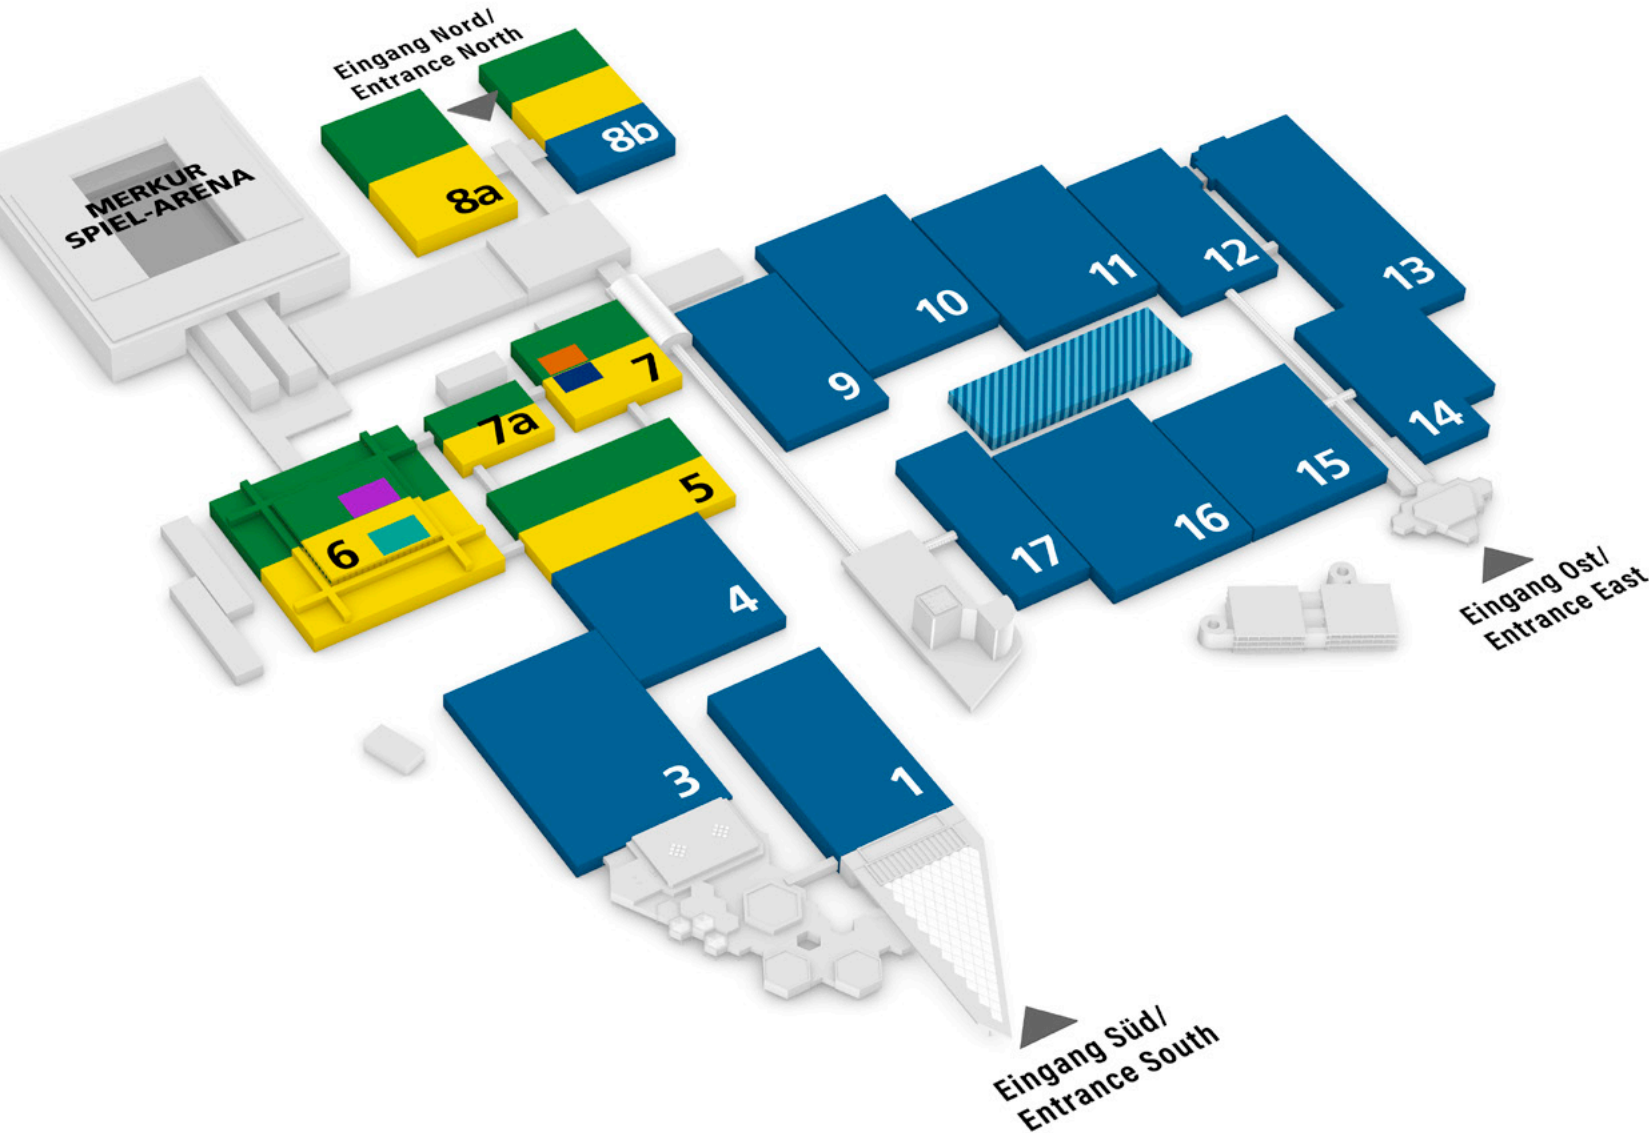 Eingang Nord/
Entrance North
8b
8a
MERKUR
SPIEL-ARENA
12
11
13
10
7
9
7a
14
5
15
6
16
17
4
Eingang Ost/
Entrance East
3
1
Eingang Süd/
Entrance South